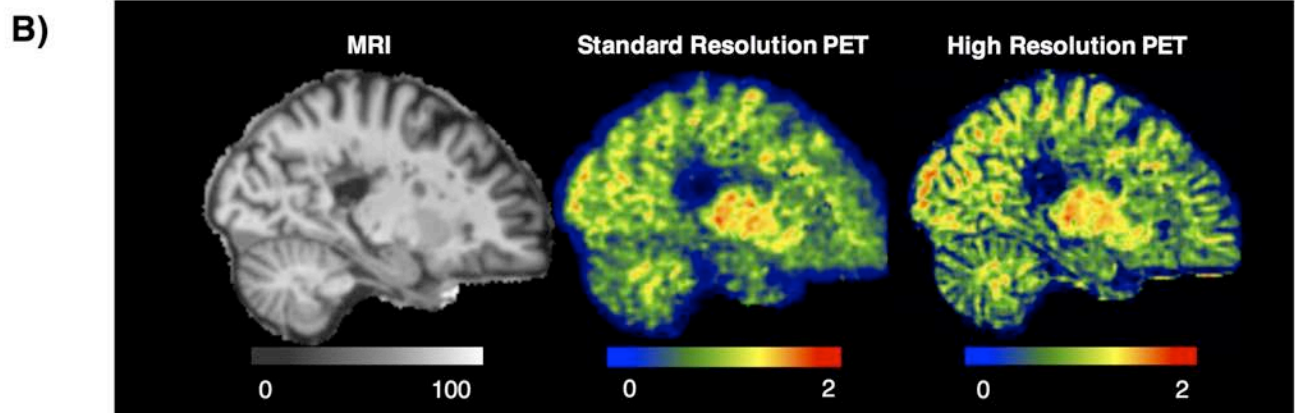 B)
MRI
Standard Resolution PET
High Resolution PET
0 100
0 2
0 2